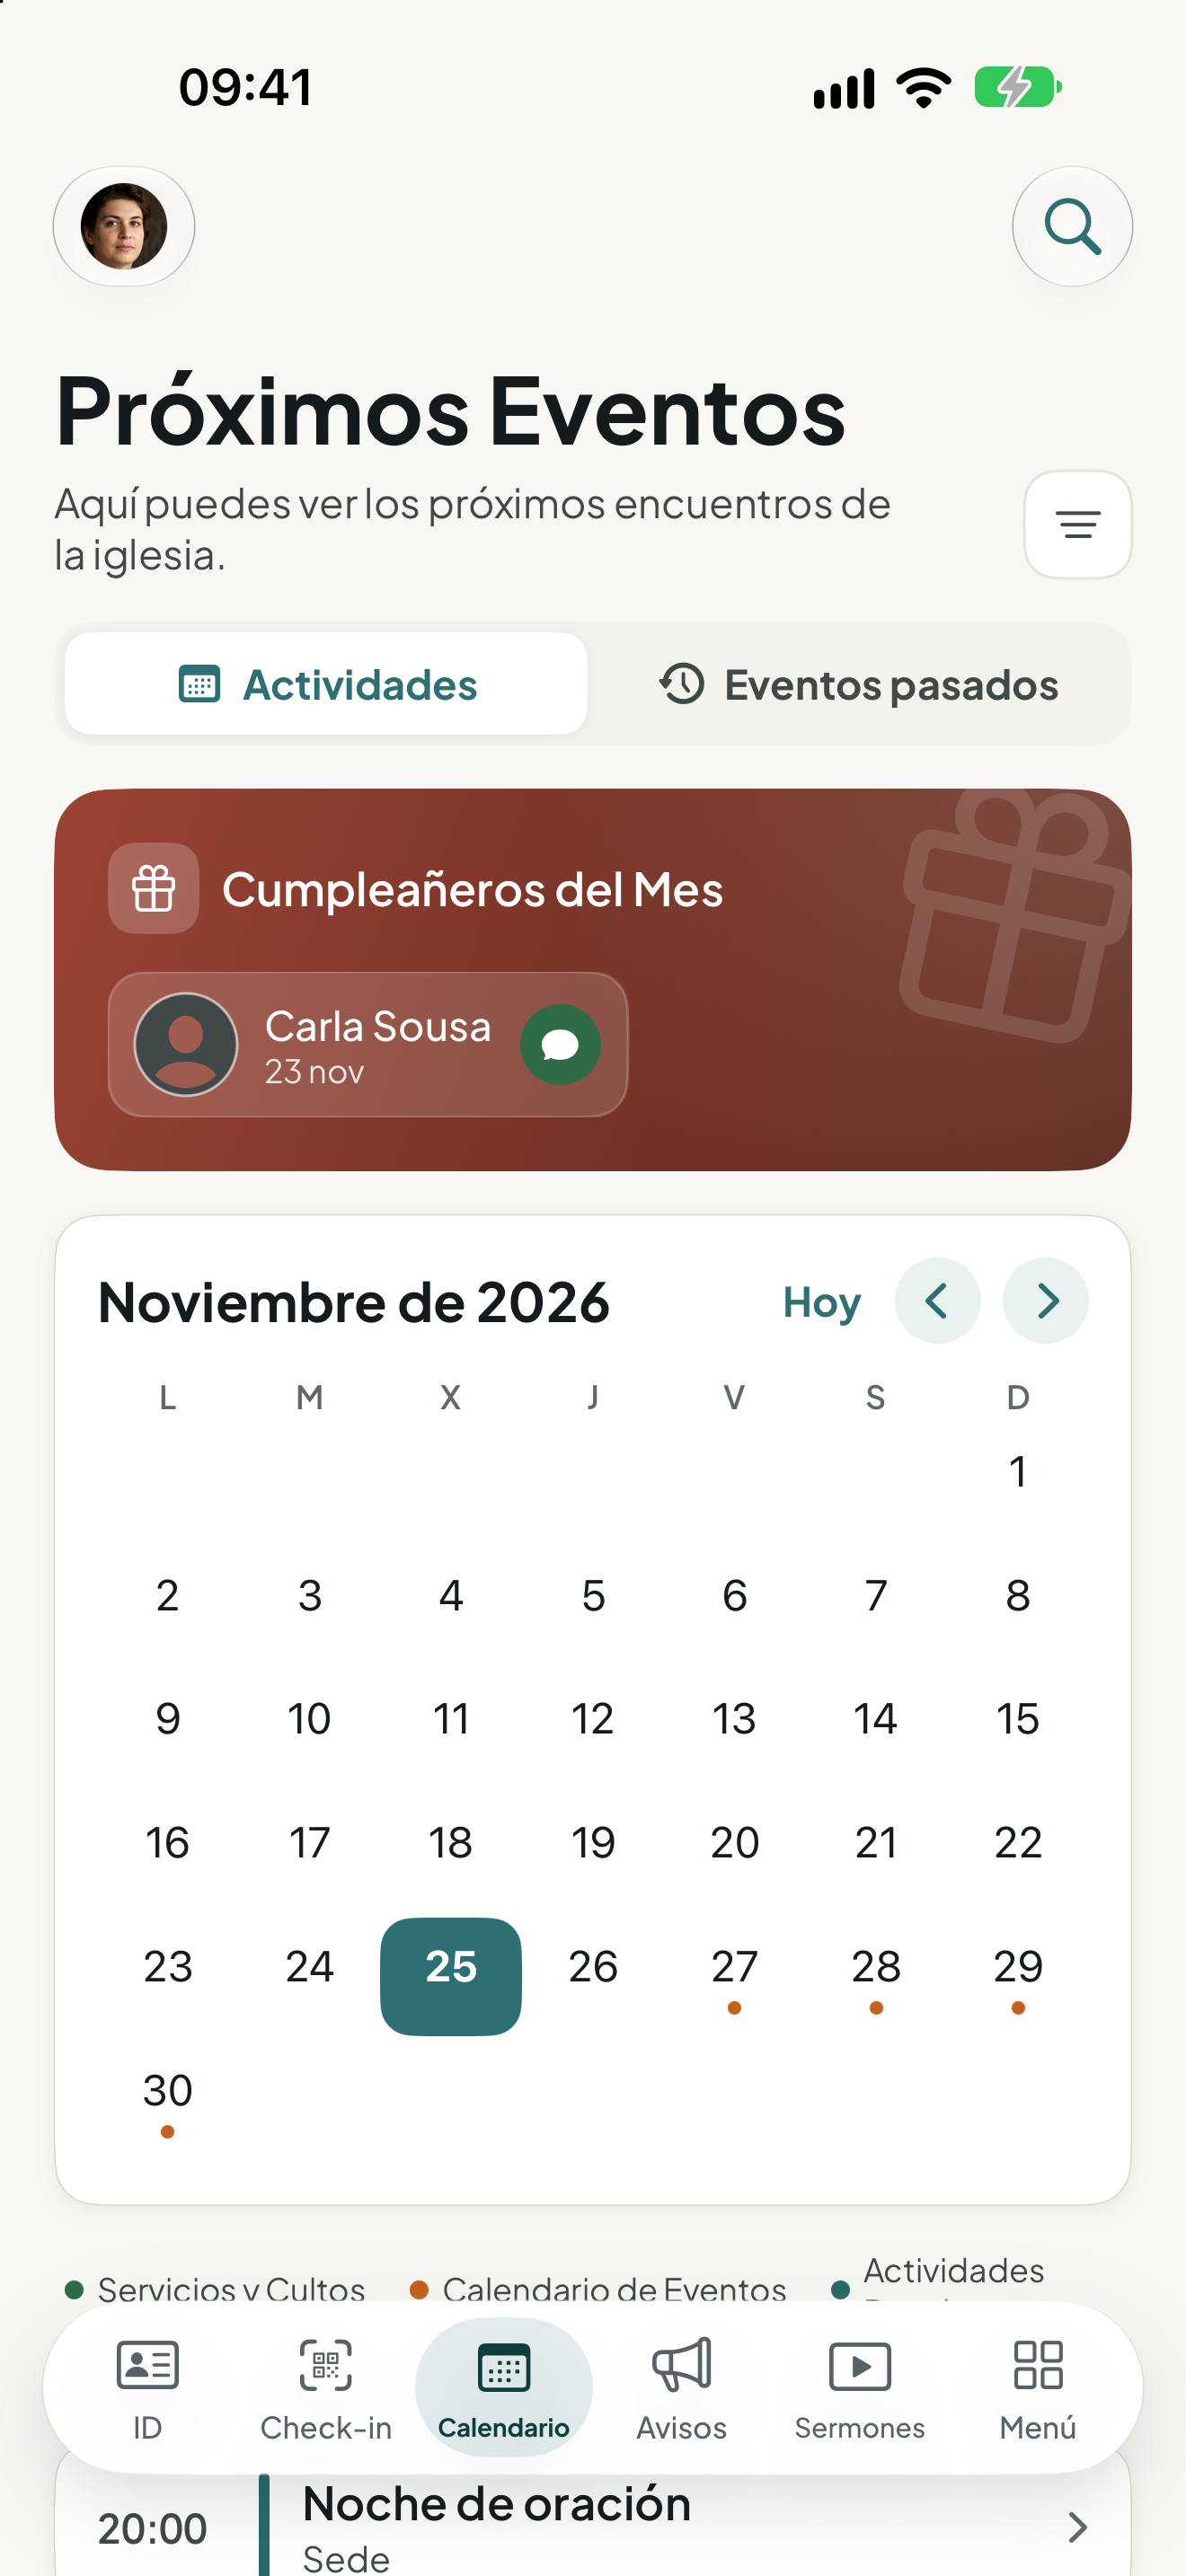 09:41
Próximos Eventos
Aquí puedes ver los próximos encuentros de
la iglesia.
Actividades
Eventos pasados
Cumpleañeros del Mes
Carla Sousa
23 nov
Noviembre de 2026
Hoy
L M X J V S D
1
2 3 4 5 6 7 8
9 10 11 12 13 14 15
16 17 18 19 20 21 22
23 24 25 26 27 28 29
30
Servicios y Cultos
Calendario de Eventos
Actividades
ID
Check-in
Calendario
Avisos
Sermones
Menú
20:00
Noche de oración
Sede